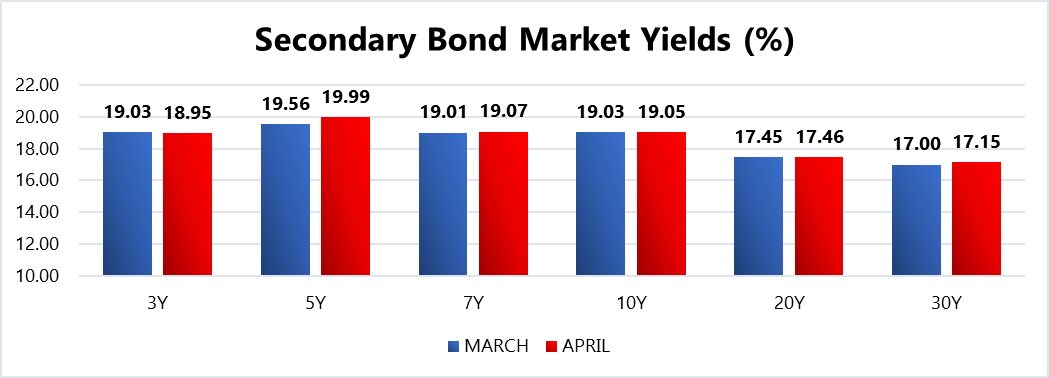 Secondary Bond Market Yields (%)
22.00
20.00
18.00
16.00
14.00
12.00
10.00
19.03 18.95 19.56 19.99 19.01 19.07 19.03 19.05 17.45 17.46 17.00 17.15
3Y 5Y 7Y 10Y 20Y 30Y
MARCH APRIL